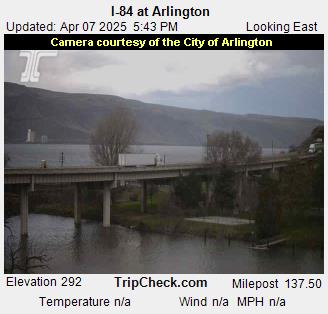 I-84 at Arlington
Updated: Apr 07 2025 5:43 PM Looking East
Camera courtesy of the City of Arlington
Elevation 292 TripCheck.com Milepost 137.50
Temperature n/a Wind n/a MPH n/a